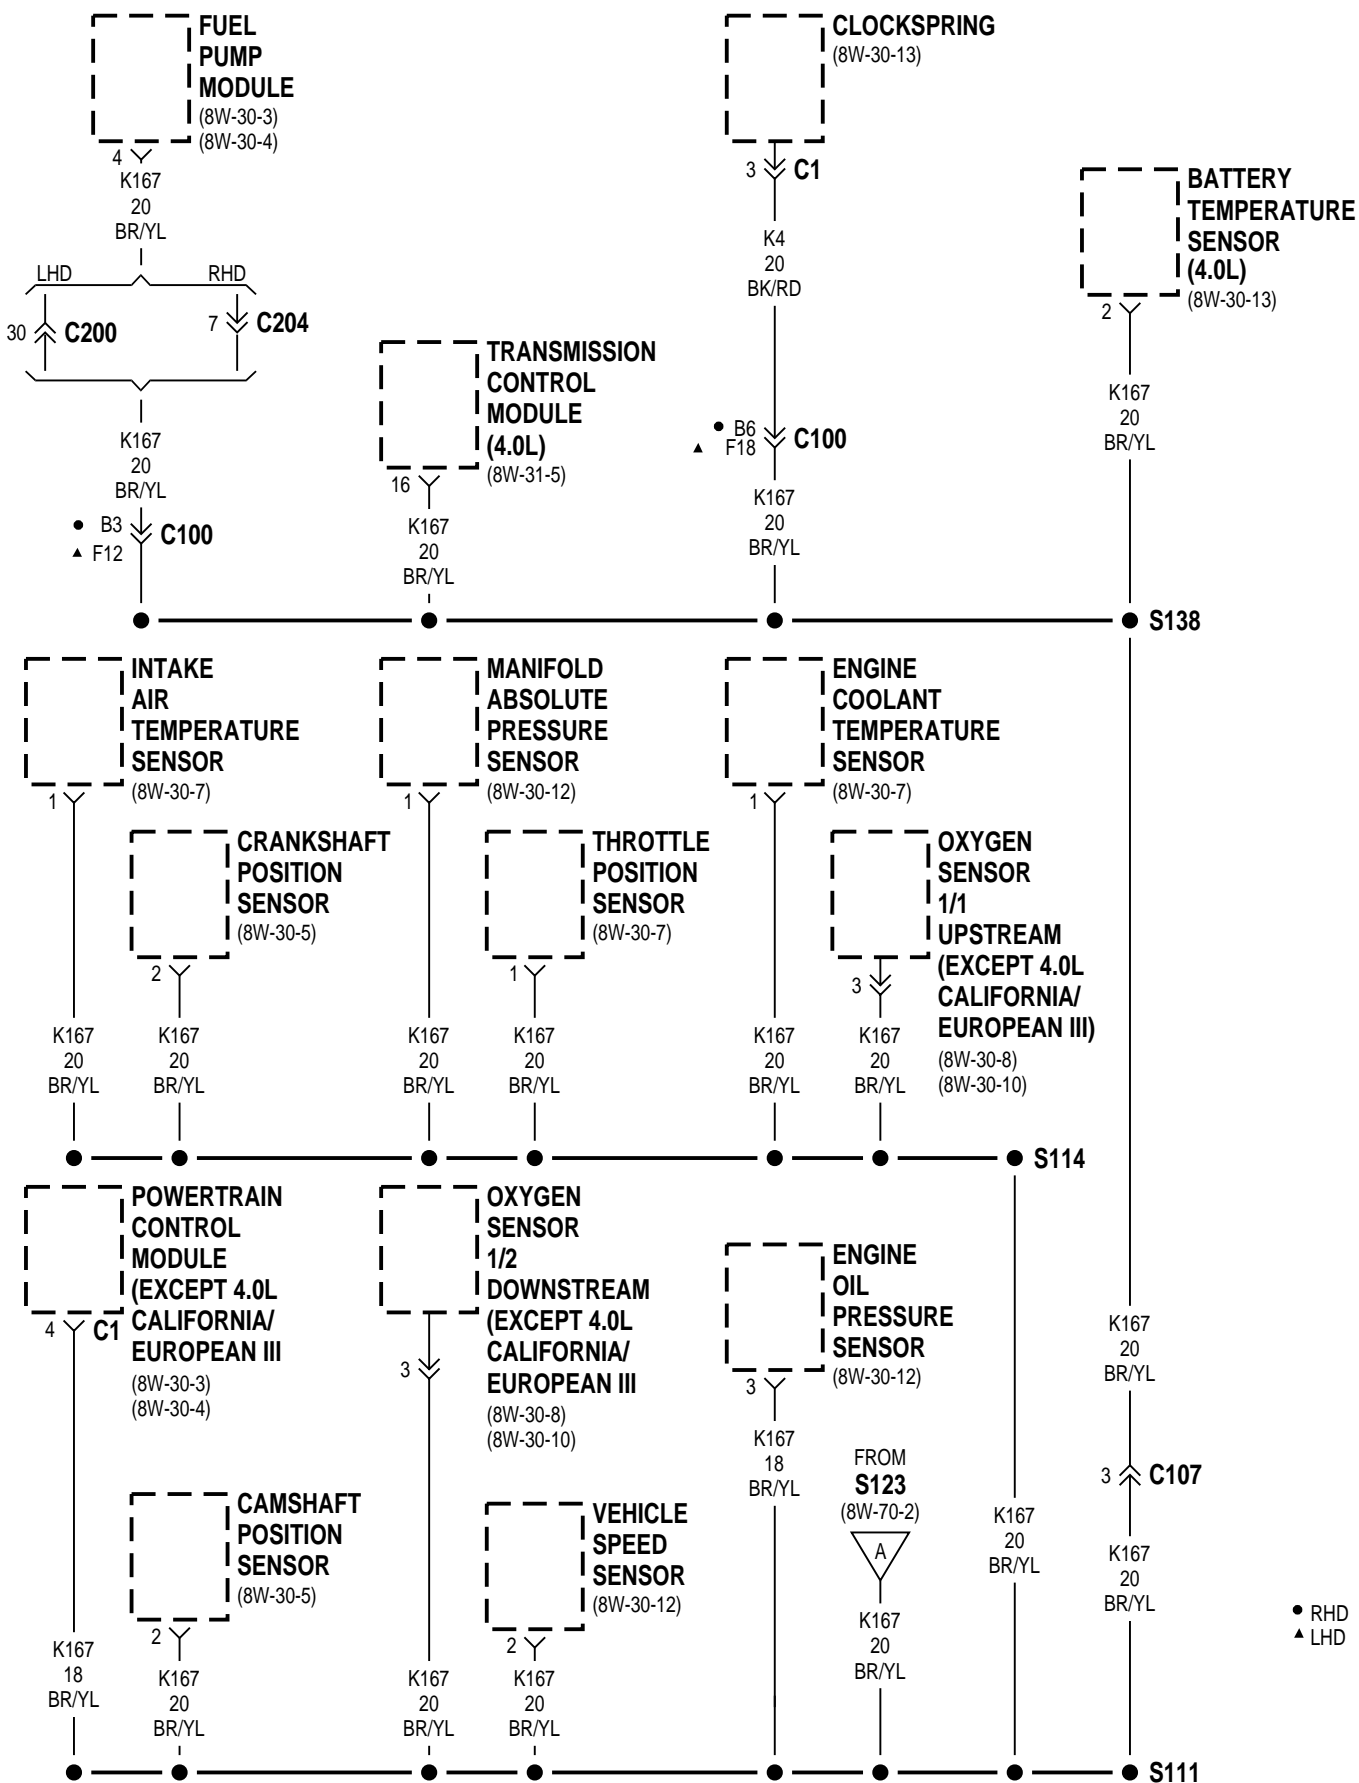 FUEL
PUMP
MODULE
(8W-30-3)
(8W-30-4)
4
K167
20
BR/YL
LHD
RHD
30
C200
7
C204
K167
20
BR/YL
B3
F12
C100
TRANSMISSION
CONTROL
MODULE
(4.0L)
(8W-31-5)
16
K167
20
BR/YL
CLOCKSPRING
(8W-30-13)
3
C1
K4
20
BK/RD
B6
F18
C100
K167
20
BR/YL
BATTERY
TEMPERATURE
SENSOR
(4.0L)
(8W-30-13)
2
K167
20
BR/YL
S138
INTAKE
AIR
TEMPERATURE
SENSOR
(8W-30-7)
1
K167
20
BR/YL
CRANKSHAFT
POSITION
SENSOR
(8W-30-5)
2
K167
20
BR/YL
MANIFOLD
ABSOLUTE
PRESSURE
SENSOR
(8W-30-12)
1
K167
20
BR/YL
THROTTLE
POSITION
SENSOR
(8W-30-7)
1
K167
20
BR/YL
ENGINE
COOLANT
TEMPERATURE
SENSOR
(8W-30-7)
1
K167
20
BR/YL
OXYGEN
SENSOR
1/1
UPSTREAM
(EXCEPT 4.0L
CALIFORNIA/
EUROPEAN III)
(8W-30-8)
(8W-30-10)
3
K167
20
BR/YL
S114
POWERTRAIN
CONTROL
MODULE
(EXCEPT 4.0L
CALIFORNIA/
EUROPEAN III
(8W-30-3)
(8W-30-4)
4
C1
K167
18
BR/YL
CAMSHAFT
POSITION
SENSOR
(8W-30-5)
2
K167
20
BR/YL
OXYGEN
SENSOR
1/2
DOWNSTREAM
(EXCEPT 4.0L
CALIFORNIA/
EUROPEAN III
(8W-30-8)
(8W-30-10)
3
K167
20
BR/YL
VEHICLE
SPEED
SENSOR
(8W-30-12)
2
K167
20
BR/YL
ENGINE
OIL
PRESSURE
SENSOR
(8W-30-12)
3
K167
18
BR/YL
FROM
S123
(8W-70-2)
A
K167
20
BR/YL
K167
20
BR/YL
K167
20
BR/YL
3
C107
K167
20
BR/YL
S111
RHD
LHD